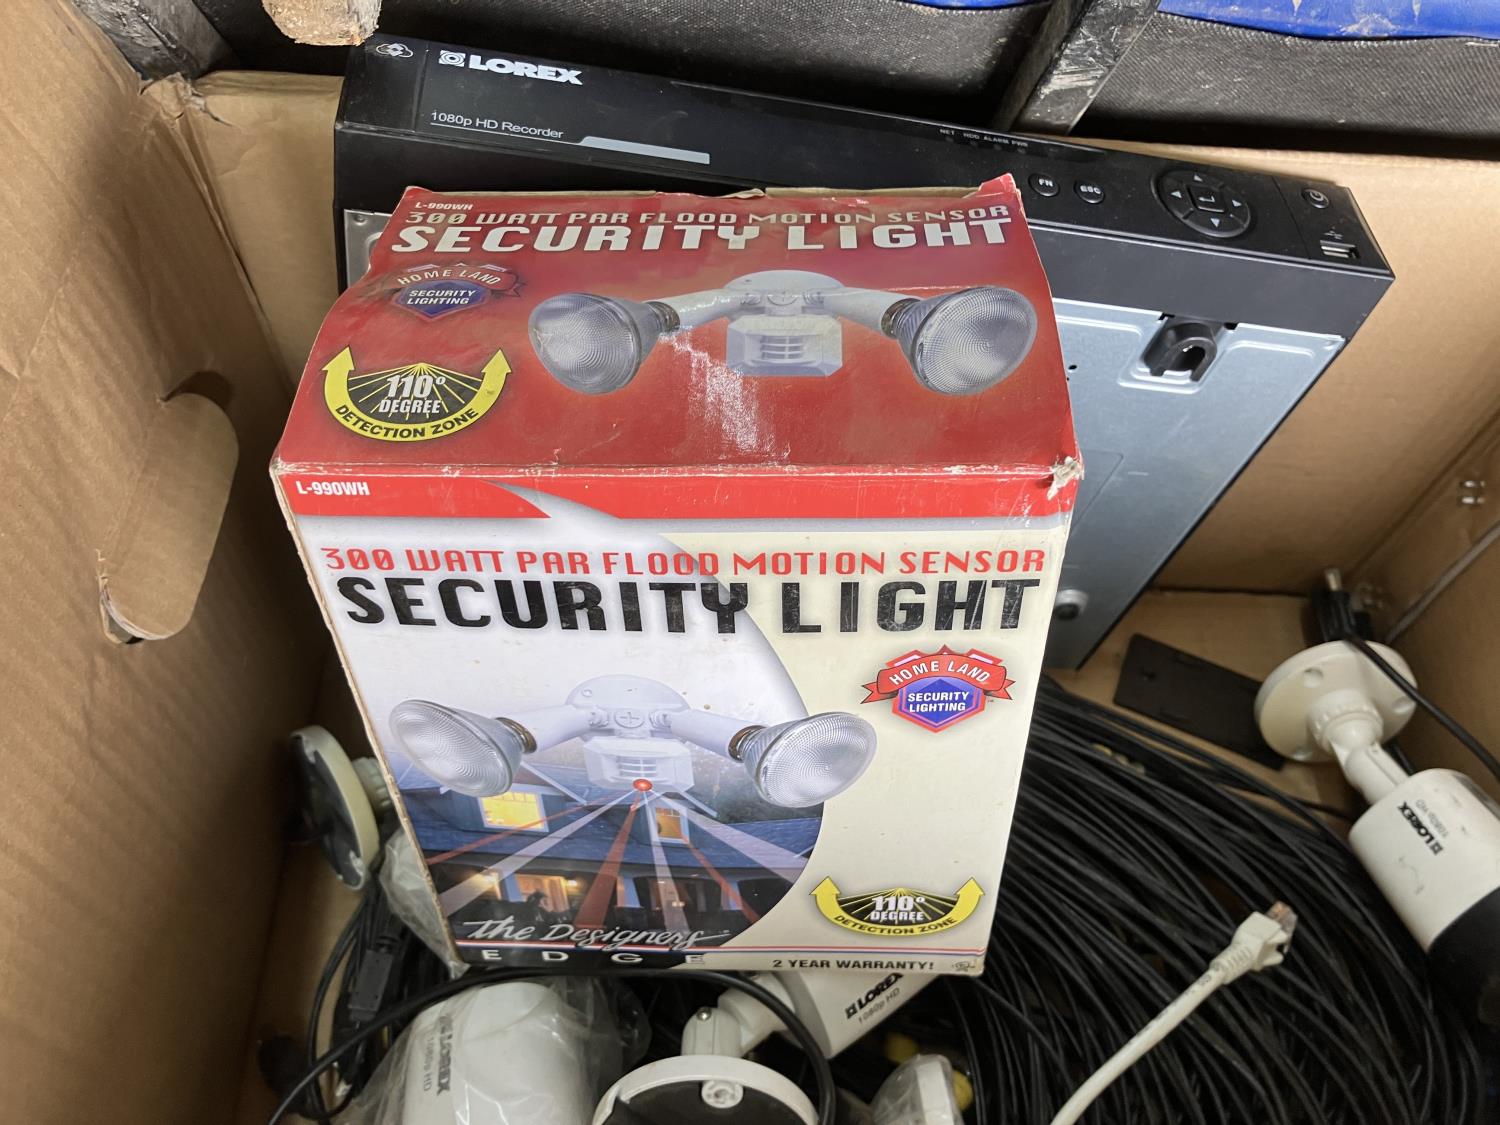 LOREX
1080p HD Recorder
NET HDD ALARM PWR
FN
ESC
L-990WH
300 WATT PAR FLOOD MOTION SENSOR
SECURITY LIGHT
HOME LAND
SECURITY
LIGHTING
110°
DEGREE
DETECTION ZONE
L-990WH
300 WATT PAR FLOOD MOTION SENSOR
SECURITY LIGHT
HOME LAND
SECURITY
LIGHTING
110°
DEGREE
DETECTION ZONE
The Designers
EDGE
2 YEAR WARRANTY!
LOREX
1080p HD
LOREX
1080p HD
LOREX
1080p HD